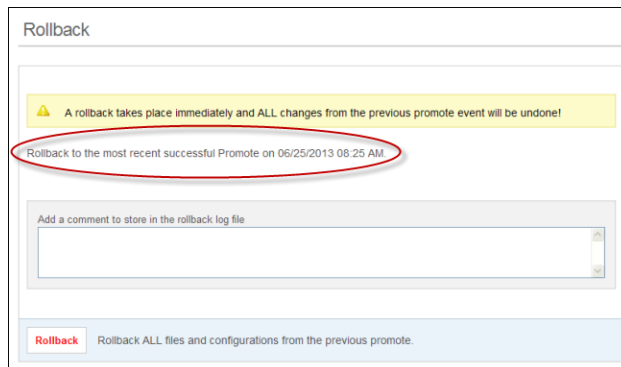 Rollback
A rollback takes place immediately and ALL changes from the previous promote event will be undone!
Rollback to the most recent successful Promote on 06/25/2013 08:25 AM.
Add a comment to store in the rollback log file
Rollback Rollback ALL files and configurations from the previous promote.